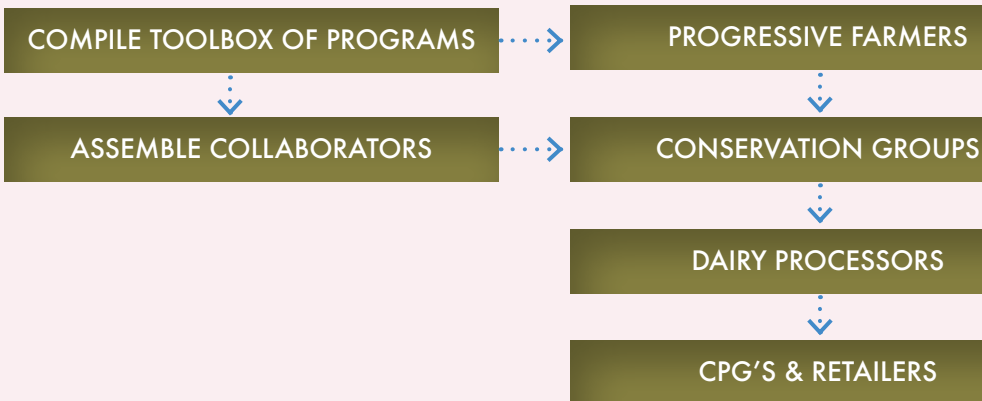 COMPILE TOOLBOX OF PROGRAMS
PROGRESSIVE FARMERS
ASSEMBLE COLLABORATORS
CONSERVATION GROUPS
DAIRY PROCESSORS
CPG'S & RETAILERS